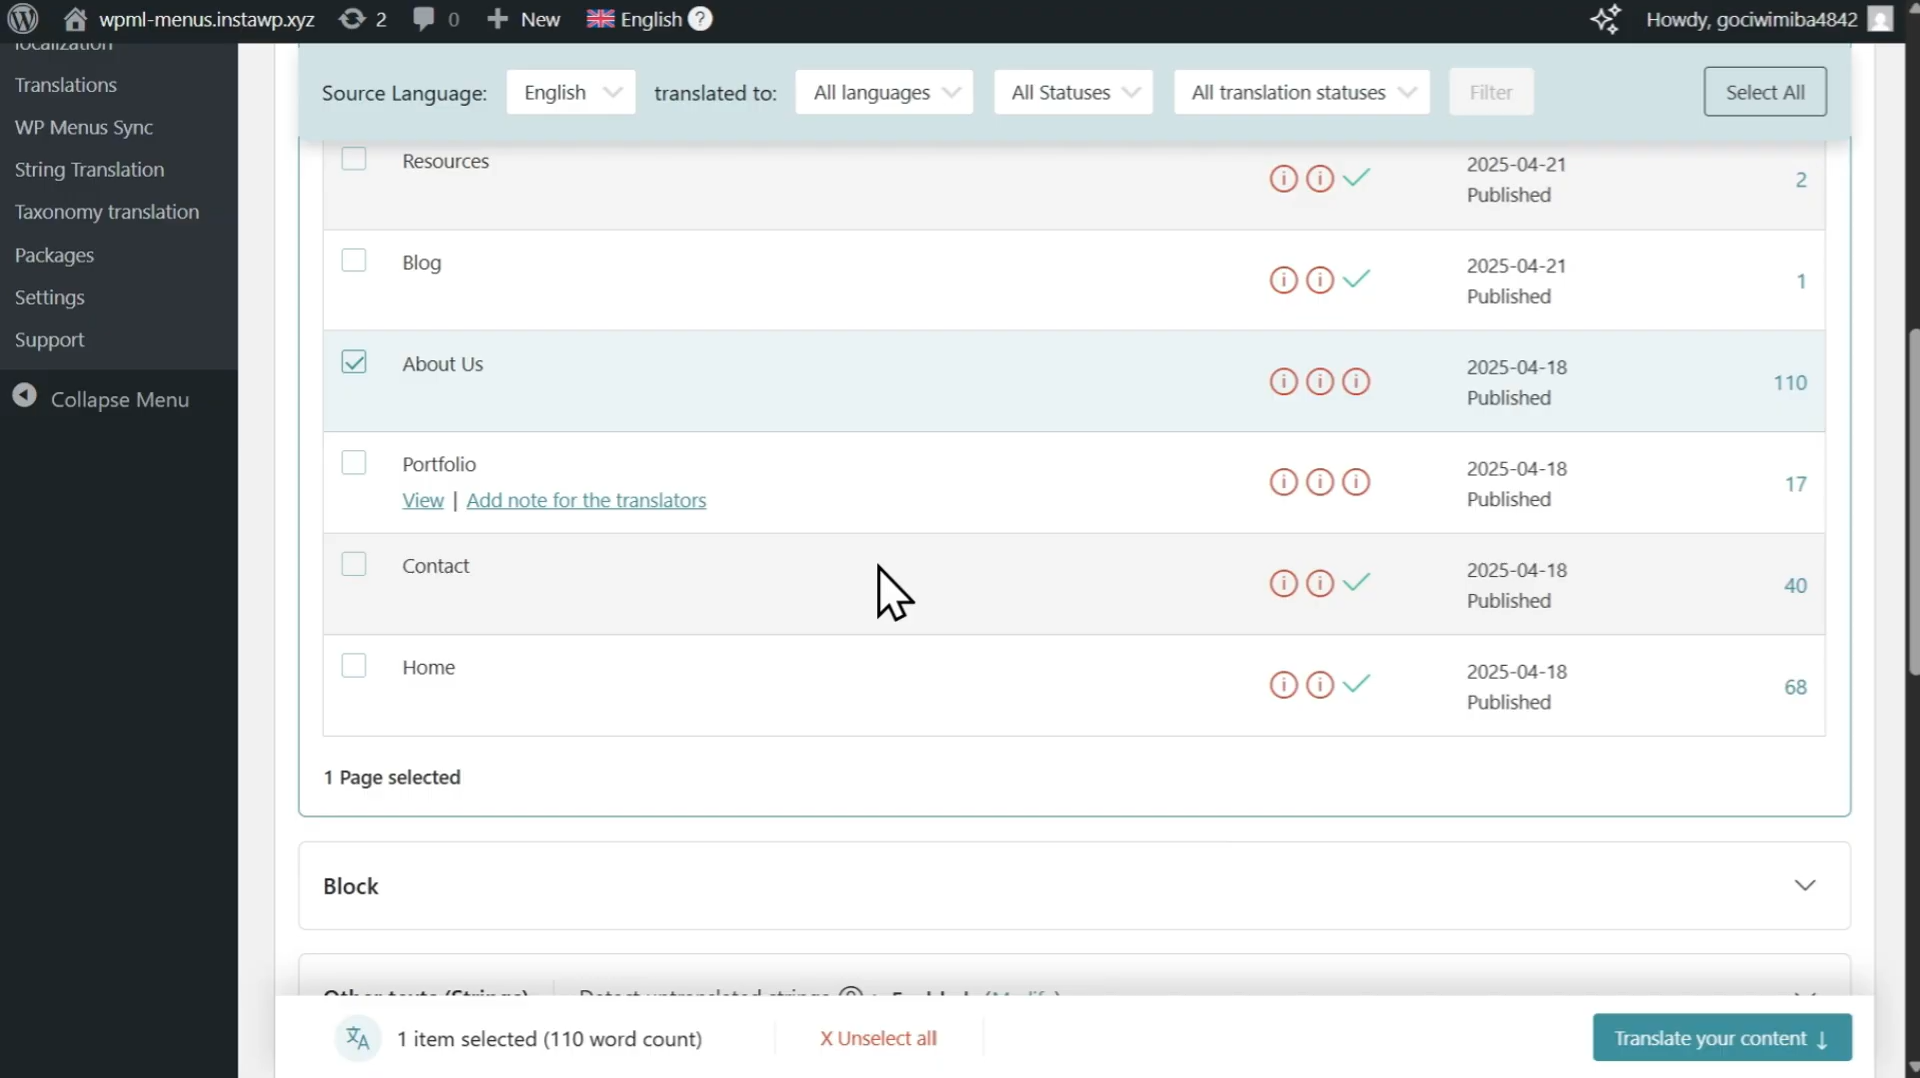 wpml-menus.instawp.xyz 2 0 New English ? Howdy, gociwimiba4842
localization
Translations
WP Menus Sync
String Translation
Taxonomy translation
Packages
Settings
Support
Collapse Menu
Source Language: English translated to: All languages All Statuses All translation statuses Filter Select All
Resources 2025-04-21 2
Published
Blog 2025-04-21 1
Published
About Us 2025-04-18 110
Published
Portfolio 2025-04-18 17
View | Add note for the translators Published
Contact 2025-04-18 40
Published
Home 2025-04-18 68
Published
1 Page selected
Block
Other texts (Strings) Detect untranslated strings
1 item selected (110 word count) X Unselect all Translate your content ↓